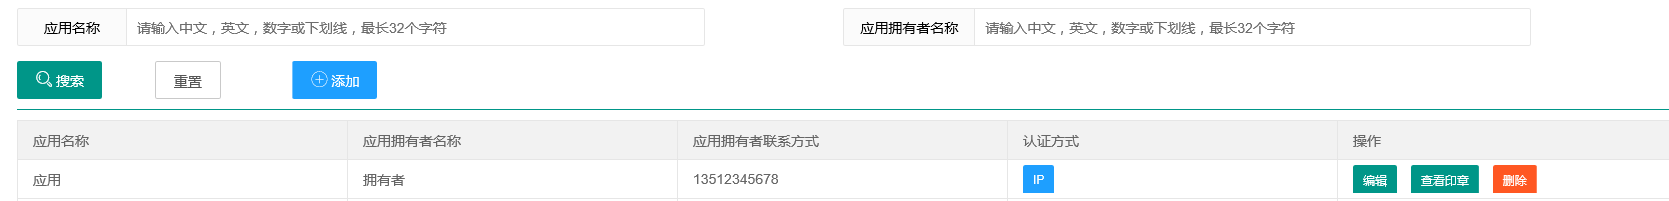 应用名称 请输入中文，英文，数字或下划线，最长32个字符 应用拥有者名称 请输入中文，英文，数字或下划线，最长32个字符
搜索 重置 添加
应用名称 应用拥有者名称 应用拥有者联系方式 认证方式 操作
应用 拥有者 13512345678 IP 编辑 查看印章 删除